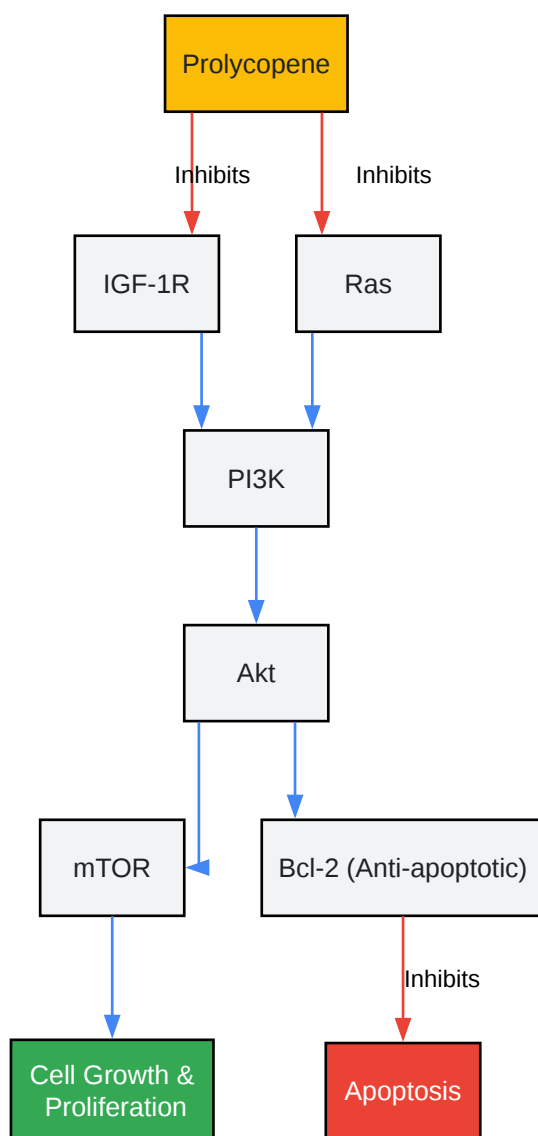 Prolycopene
Inhibits
Inhibits
IGF-1R
Ras
PI3K
Akt
mTOR
Bcl-2 (Anti-apoptotic)
Inhibits
Cell Growth &
Proliferation
Apoptosis